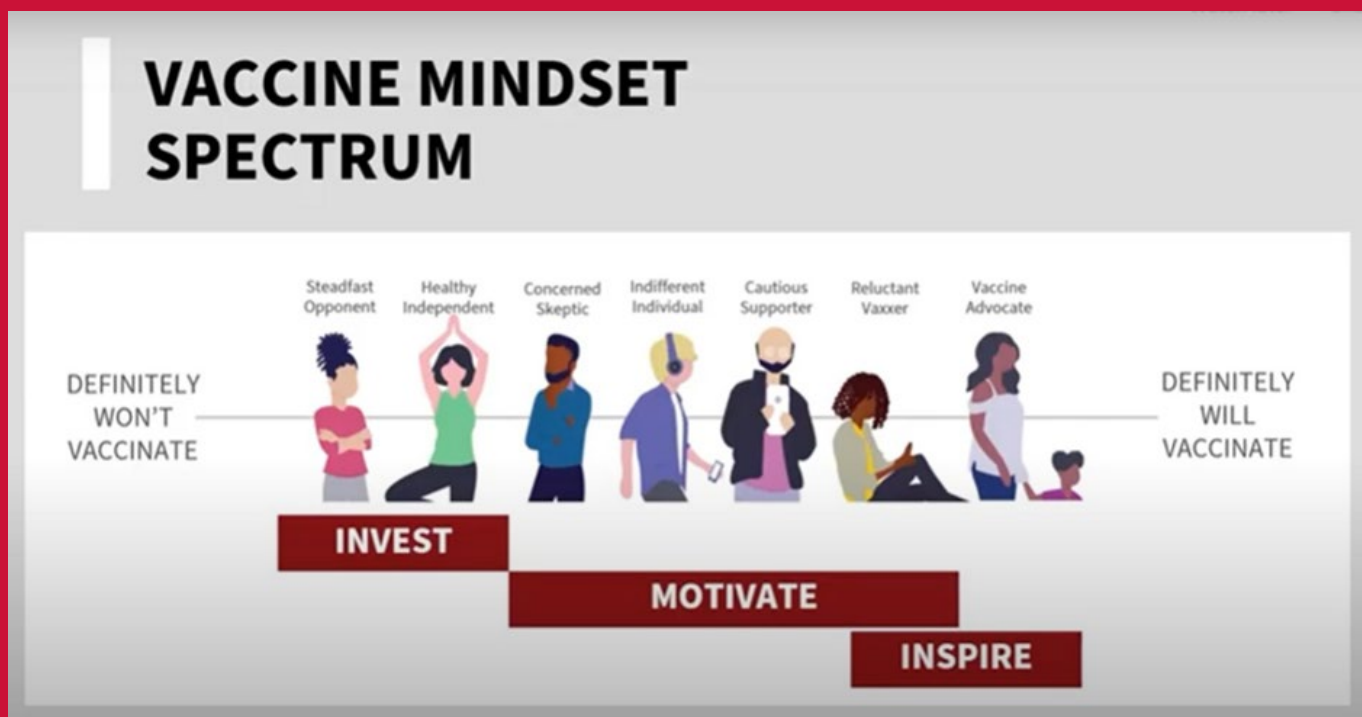 VACCINE MINDSET
SPECTRUM
Steadfast
Opponent
Healthy
Independent
Concerned
Skeptic
Indifferent
Individual
Cautious
Supporter
Reluctant
Vaxxer
Vaccine
Advocate
DEFINITELY
WON'T
VACCINATE
DEFINITELY
WILL
VACCINATE
INVEST
MOTIVATE
INSPIRE